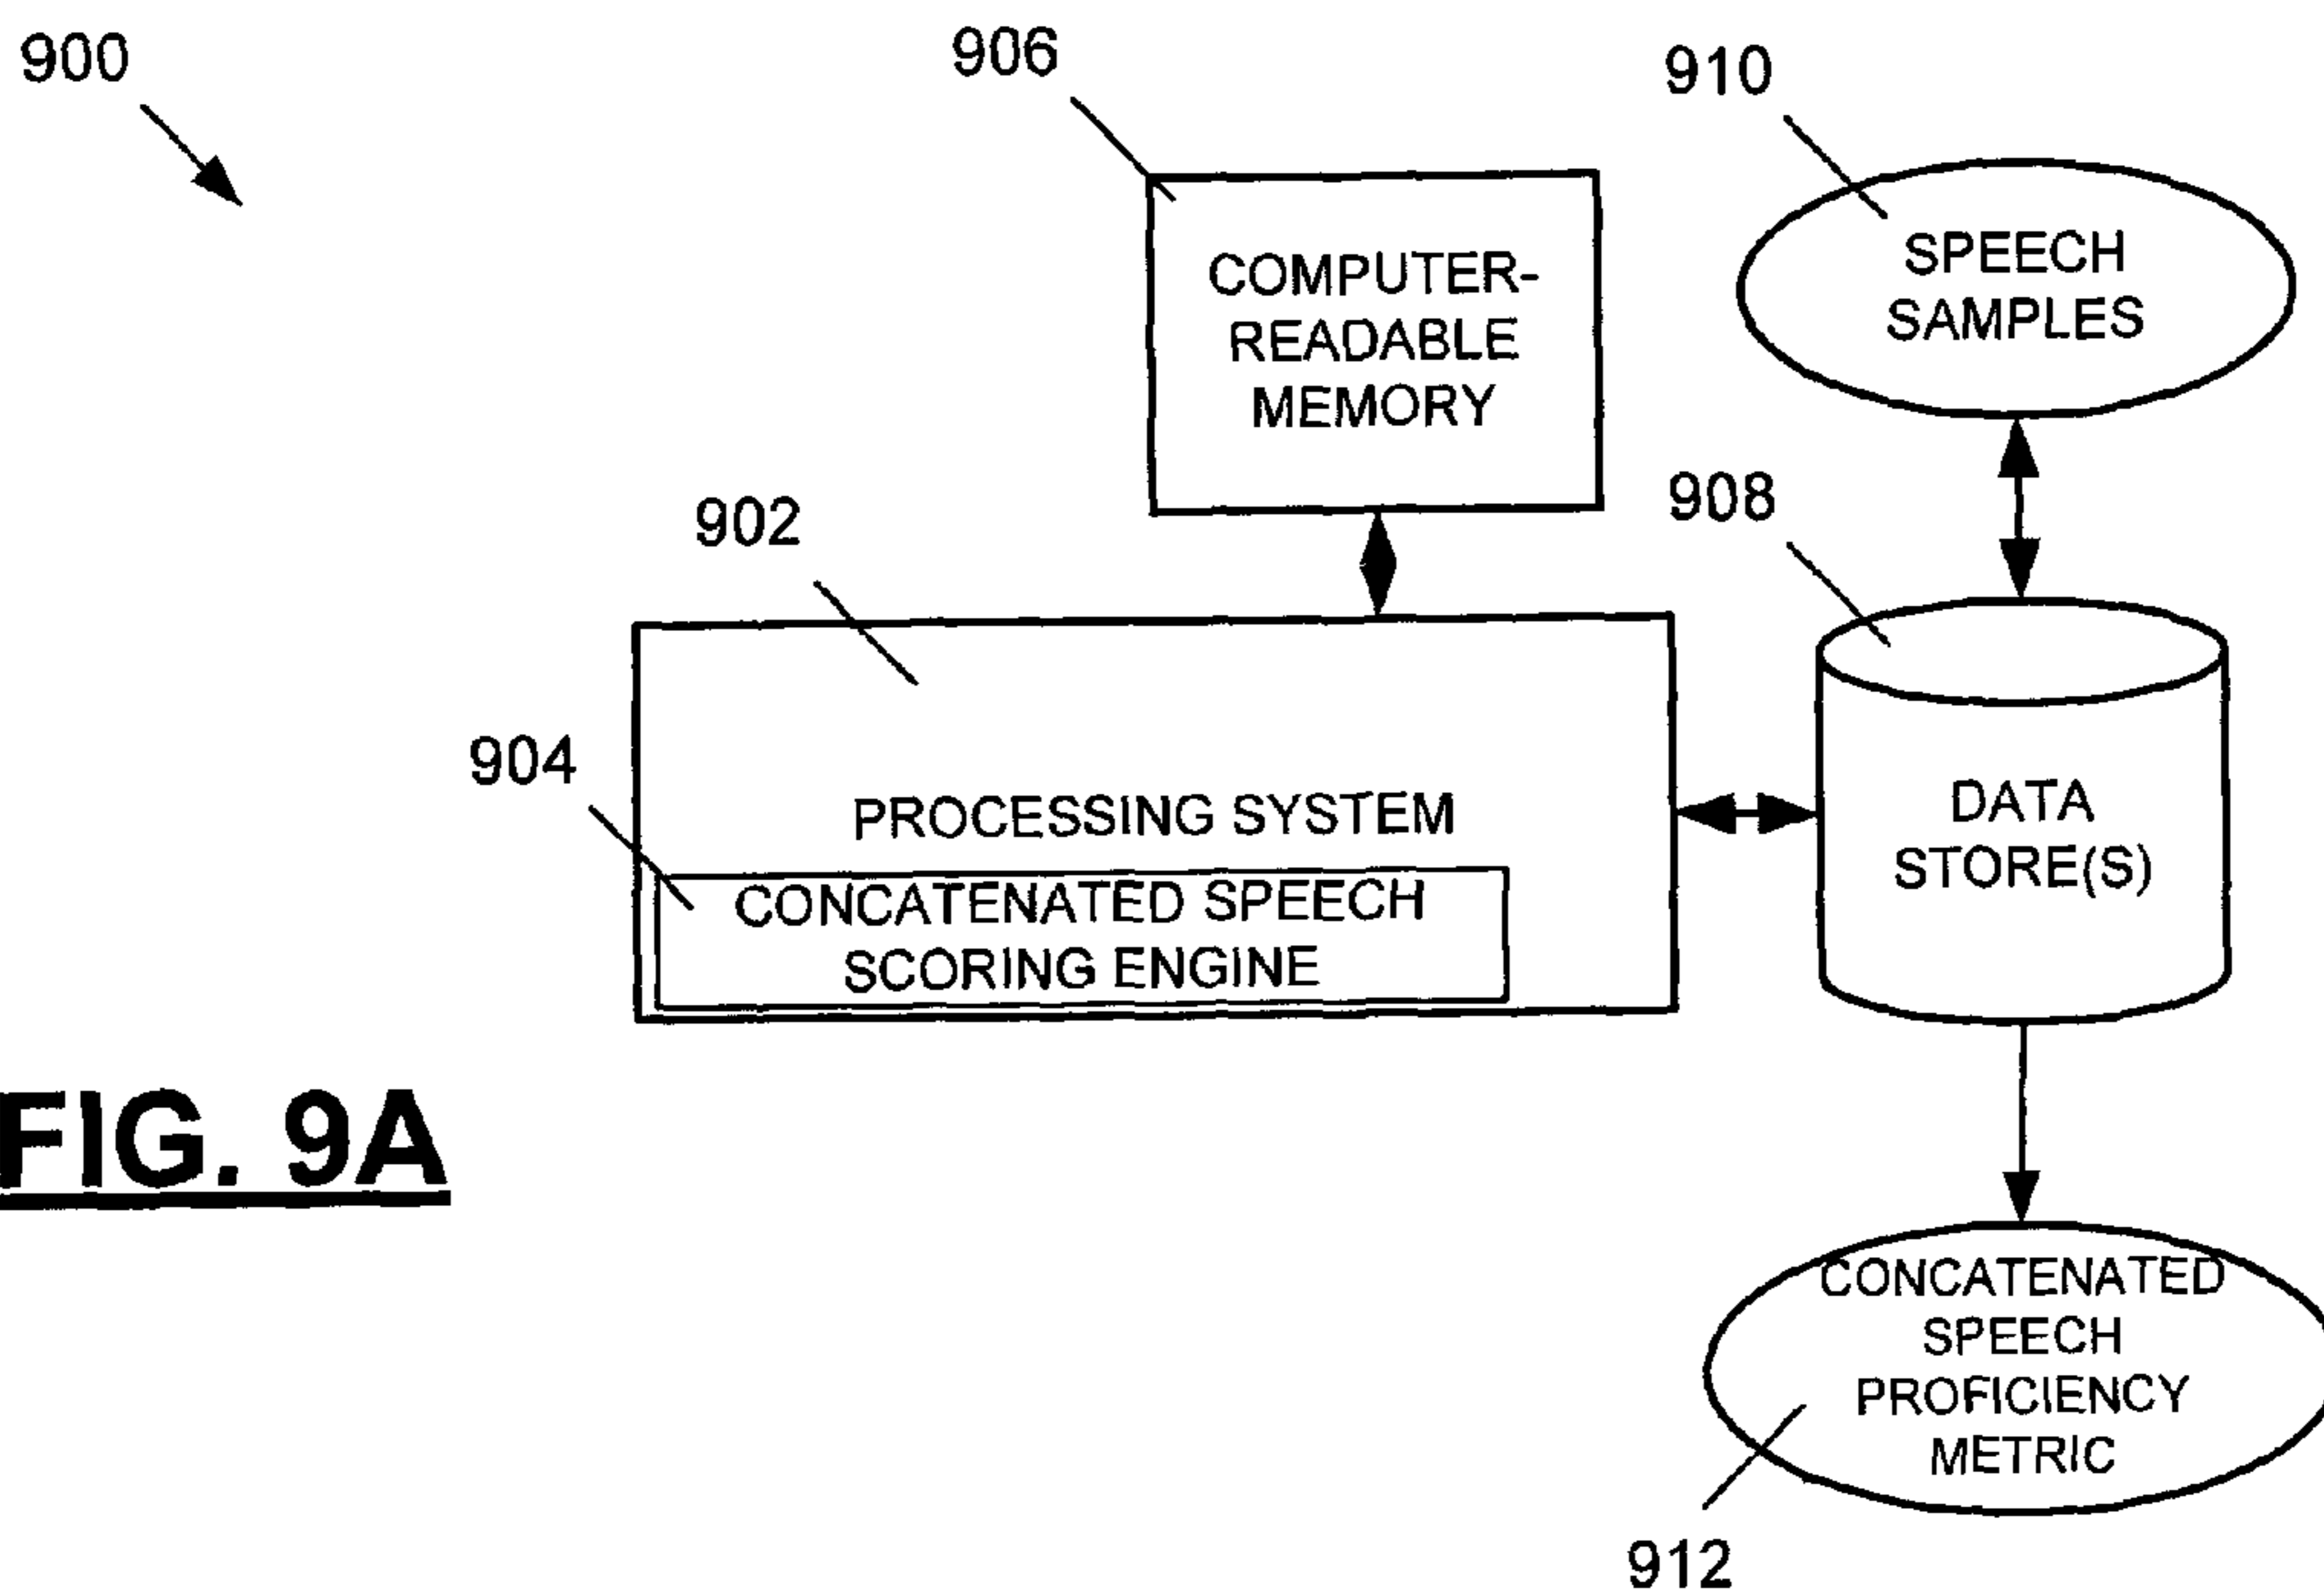 900
906
910
COMPUTER-
READABLE
MEMORY
SPEECH
SAMPLES
902
908
904
PROCESSING SYSTEM
CONCATENATED SPEECH
SCORING ENGINE
DATA
STORE(S)
FIG. 9A
CONCATENATED
SPEECH
PROFICIENCY
METRIC
912